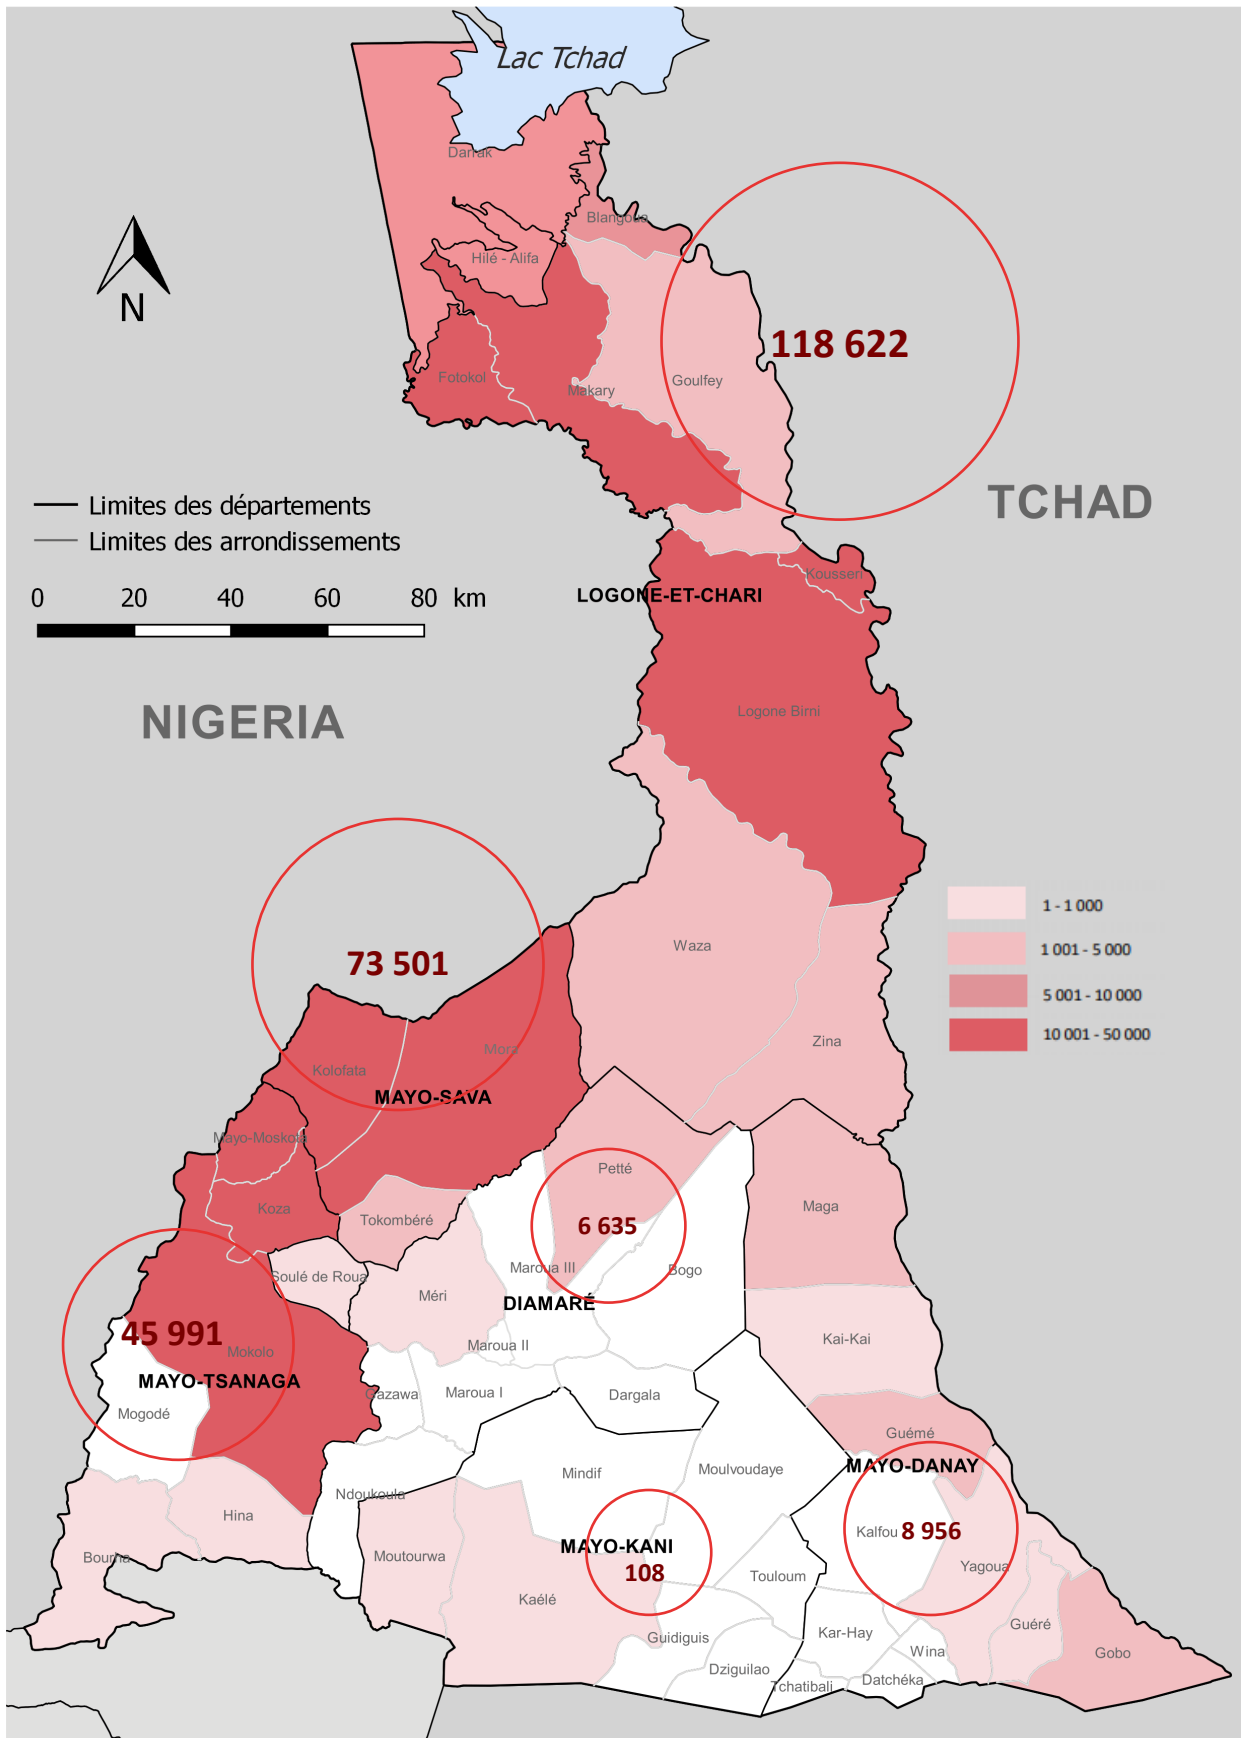 Lac Tchad
Darrak
Blangoua
Hilé - Alifa
118 622
Fotokol
Makary
Goulfey
N
TCHAD
Limites des départements
Limites des arrondissements
0 20 40 60 80 km
Kousseri
LOGONE-ET-CHARI
NIGERIA
Logone Birni
1 - 1 000
1 001 - 5 000
5 001 - 10 000
10 001 - 50 000
Waza
73 501
Zina
Mora
Kolofata
MAYO-SAVA
Mayo-Moskota
Petté
Koza
Tokombéré
Maga
6 635
Maroua III
Bogo
Soulé de Roua
Méri
DIAMARÉ
45 991
Mokolo
Maroua II
Kai-Kai
MAYO-TSANAGA
Gazawa
Maroua I
Dargala
Mogodé
Guémé
MAYO-DANAY
Mindif
Moulvoudaye
Ndoukoula
Hina
Kalfou
8 956
MAYO-KANI
108
Bourha
Moutourwa
Yagoua
Touloum
Kaélé
Guéré
Kar-Hay
Guidiguis
Wina
Gobo
Dziguilao
Datchéka
Tchatibali